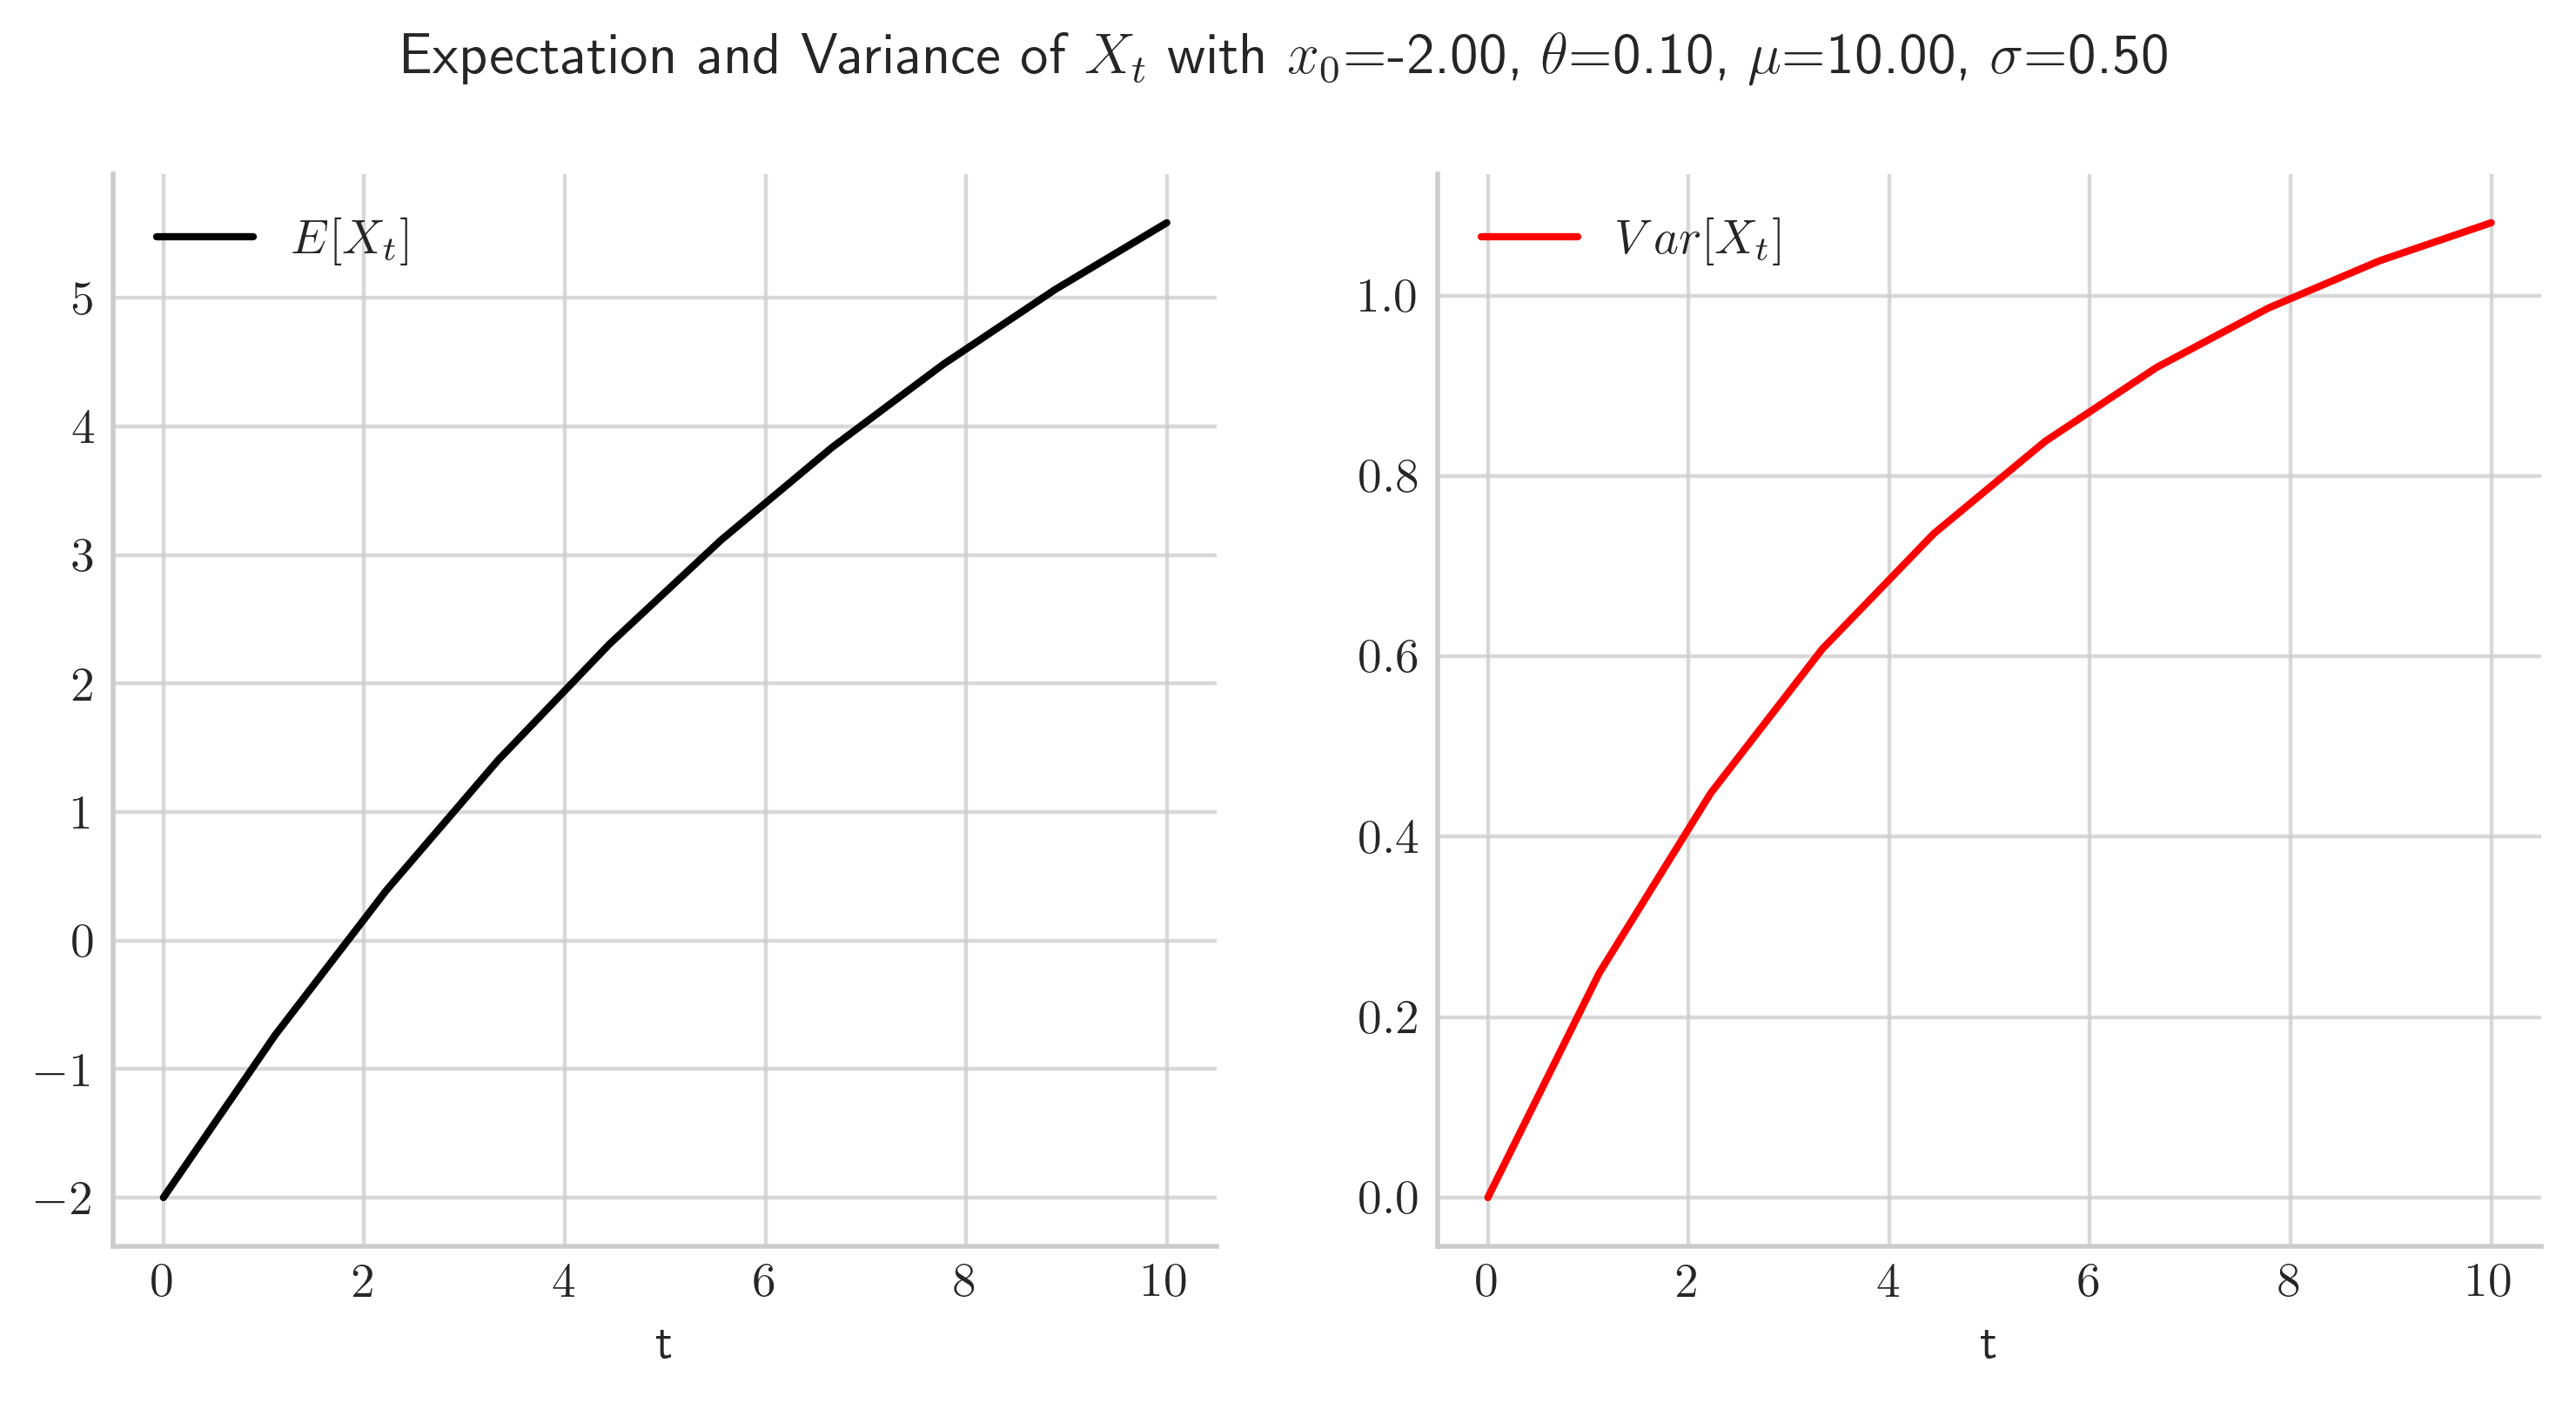 Expectation and Variance of X_t with x_0=-2.00, θ=0.10, μ=10.00, σ=0.50
E[X_t]
5
4
3
2
1
0
−1
−2
0 2 4 6 8 10
t
Var[X_t]
1.0
0.8
0.6
0.4
0.2
0.0
0 2 4 6 8 10
t